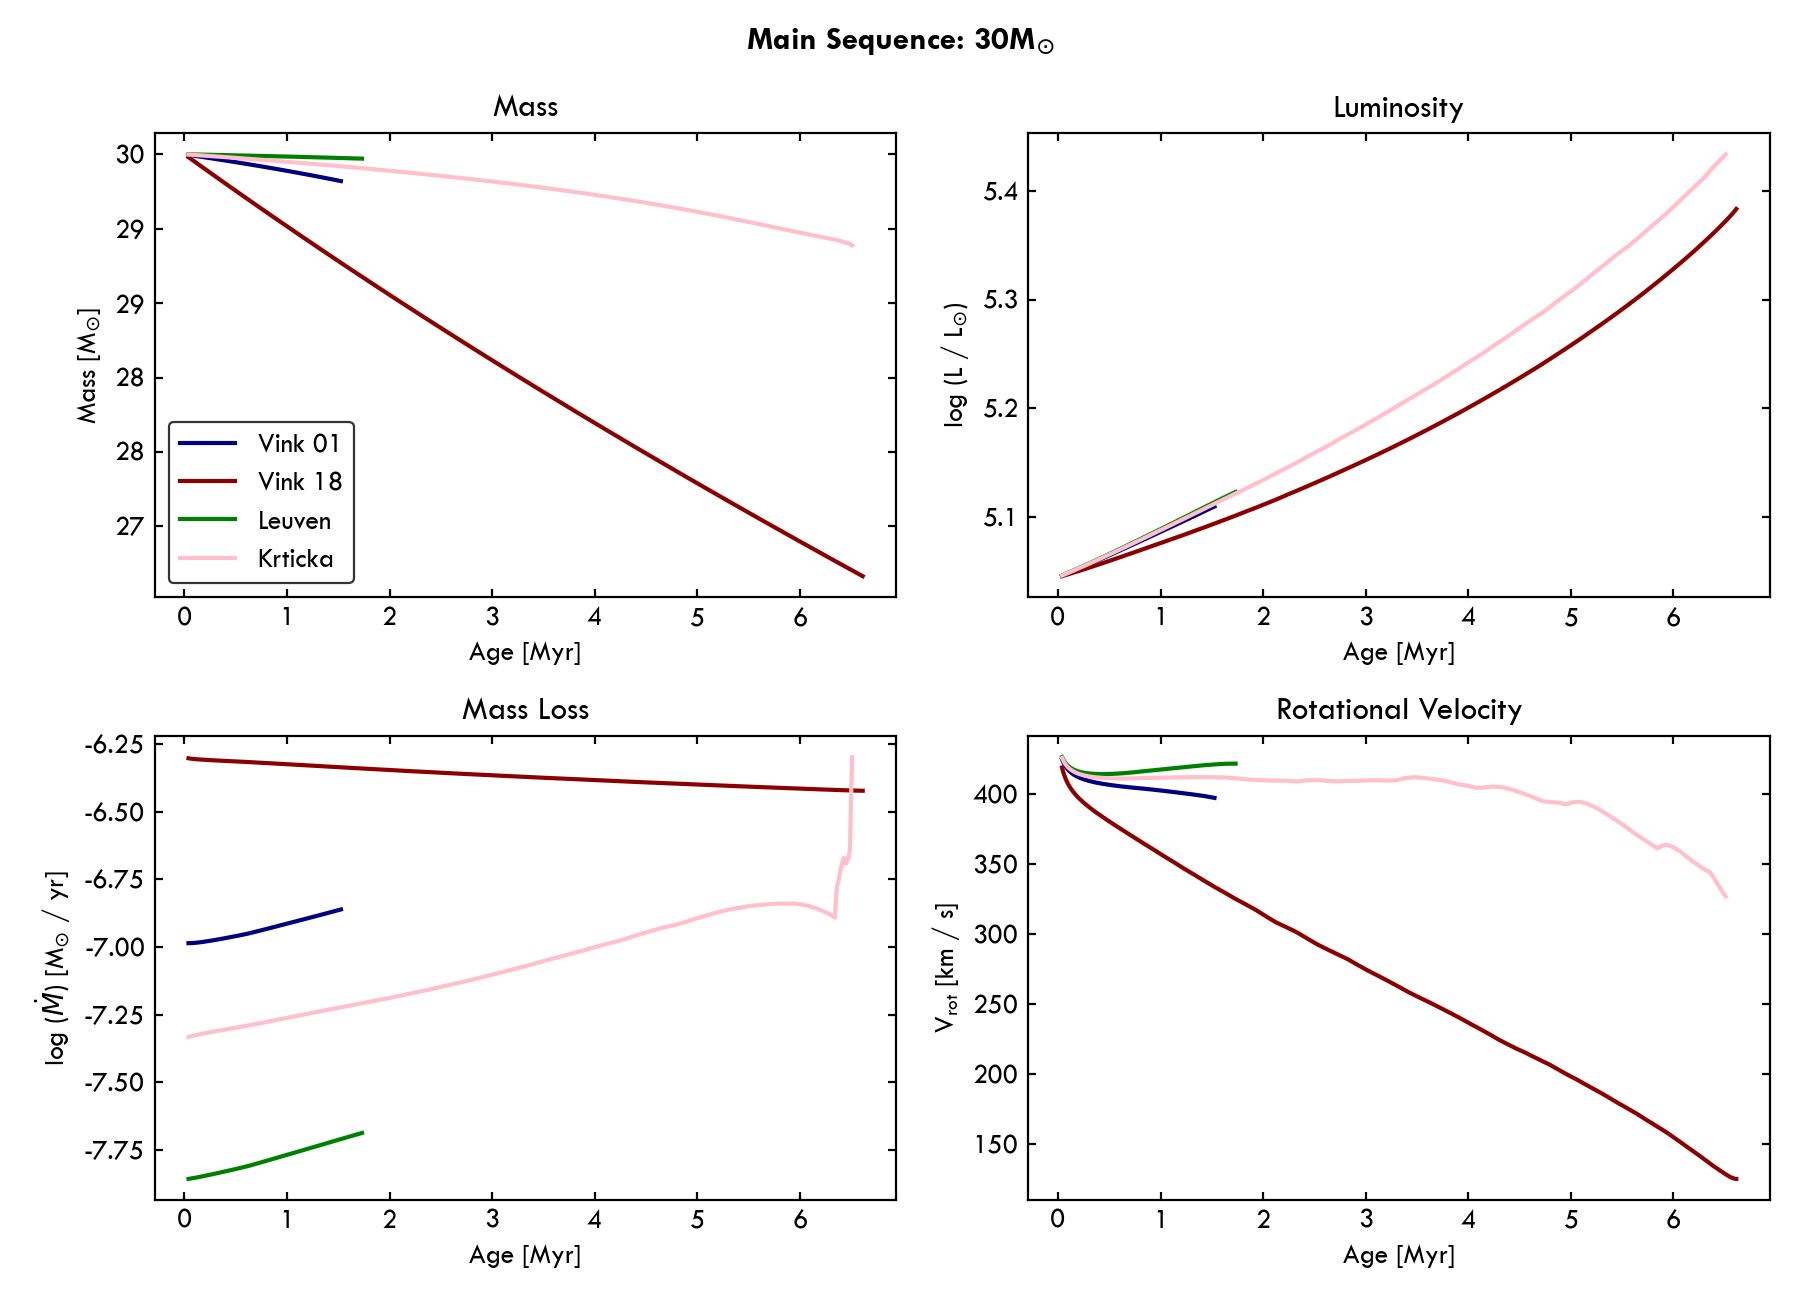 Main Sequence: 30M☉
Mass
30
29
29
28
28
27
Mass [M☉]
Vink 01
Vink 18
Leuven
Krticka
0 1 2 3 4 5 6
Age [Myr]
Luminosity
5.4
5.3
5.2
5.1
log (L / L☉)
0 1 2 3 4 5 6
Age [Myr]
Mass Loss
-6.25
-6.50
-6.75
-7.00
-7.25
-7.50
-7.75
log (Ṁ) [M☉ / yr]
0 1 2 3 4 5 6
Age [Myr]
Rotational Velocity
400
350
300
250
200
150
Vrot [km / s]
0 1 2 3 4 5 6
Age [Myr]